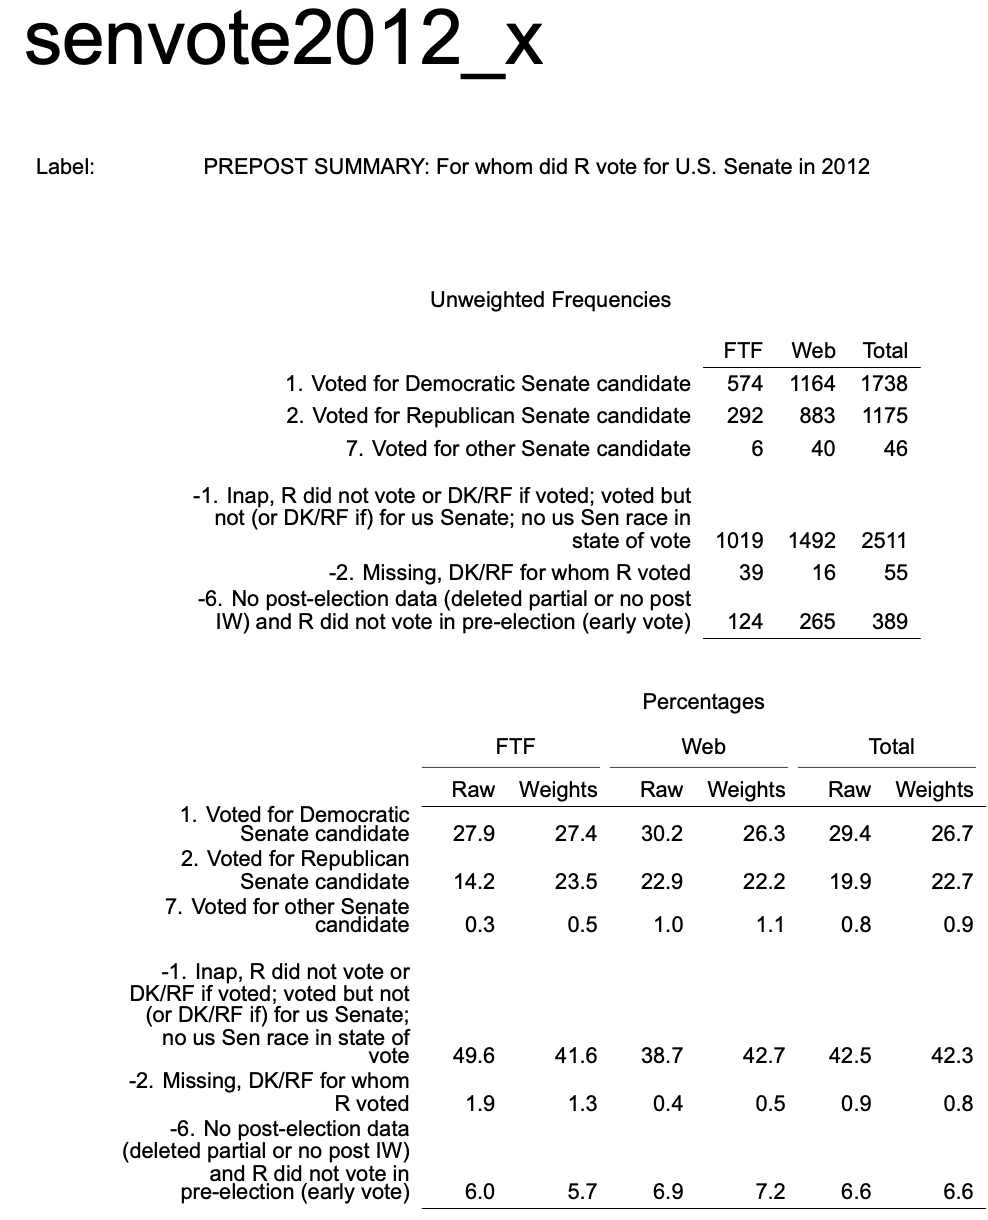 senvote2012_x
Label: PREPOST SUMMARY: For whom did R vote for U.S. Senate in 2012
Unweighted Frequencies
FTF Web Total
1. Voted for Democratic Senate candidate 574 1164 1738
2. Voted for Republican Senate candidate 292 883 1175
7. Voted for other Senate candidate 6 40 46
-1. Inap, R did not vote or DK/RF if voted; voted but
not (or DK/RF if) for us Senate; no us Sen race in
state of vote 1019 1492 2511
-2. Missing, DK/RF for whom R voted 39 16 55
-6. No post-election data (deleted partial or no post
IW) and R did not vote in pre-election (early vote) 124 265 389
Percentages
FTF Web Total
Raw Weights Raw Weights Raw Weights
1. Voted for Democratic
Senate candidate 27.9 27.4 30.2 26.3 29.4 26.7
2. Voted for Republican
Senate candidate 14.2 23.5 22.9 22.2 19.9 22.7
7. Voted for other Senate
candidate 0.3 0.5 1.0 1.1 0.8 0.9
-1. Inap, R did not vote or
DK/RF if voted; voted but not
(or DK/RF if) for us Senate;
no us Sen race in state of
vote 49.6 41.6 38.7 42.7 42.5 42.3
-2. Missing, DK/RF for whom
R voted 1.9 1.3 0.4 0.5 0.9 0.8
-6. No post-election data
(deleted partial or no post IW)
and R did not vote in
pre-election (early vote) 6.0 5.7 6.9 7.2 6.6 6.6